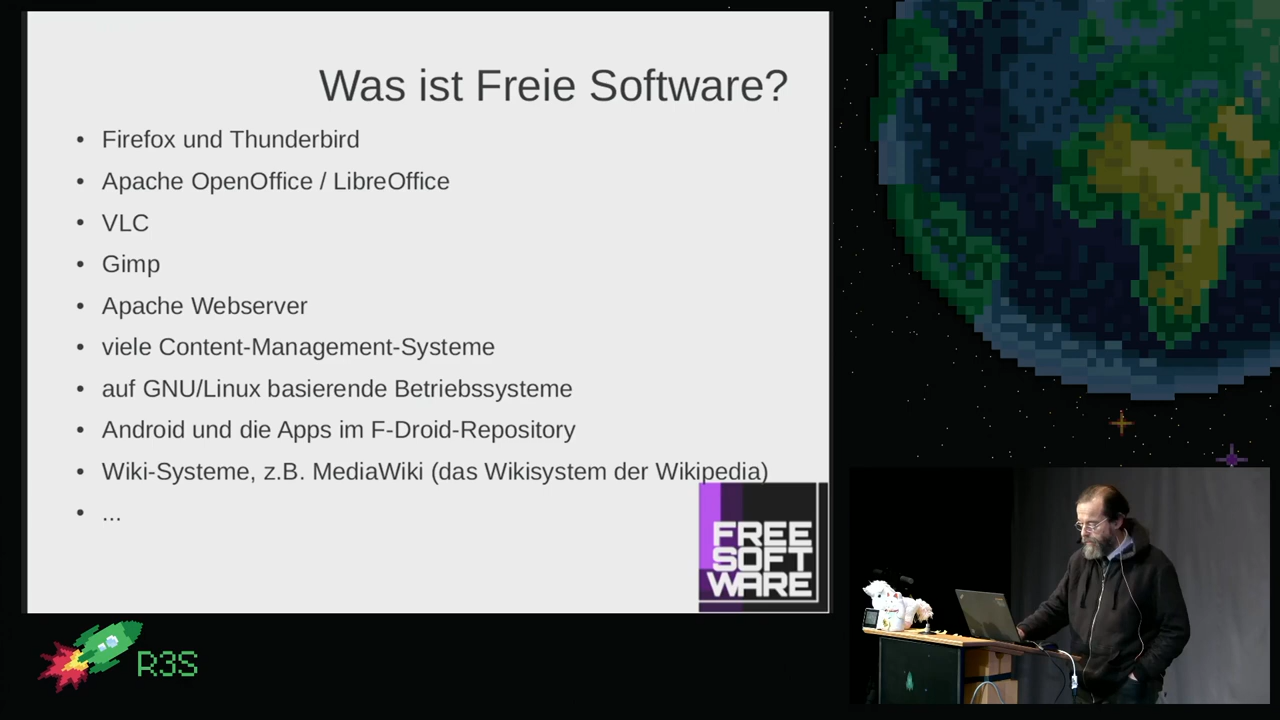 Was ist Freie Software?
• Firefox und Thunderbird
• Apache OpenOffice / LibreOffice
• VLC
• Gimp
• Apache Webserver
• viele Content-Management-Systeme
• auf GNU/Linux basierende Betriebssysteme
• Android und die Apps im F-Droid-Repository
• Wiki-Systeme, z.B. MediaWiki (das Wikisystem der Wikipedia)
• ...
FREE
SOFT
WARE
R3S